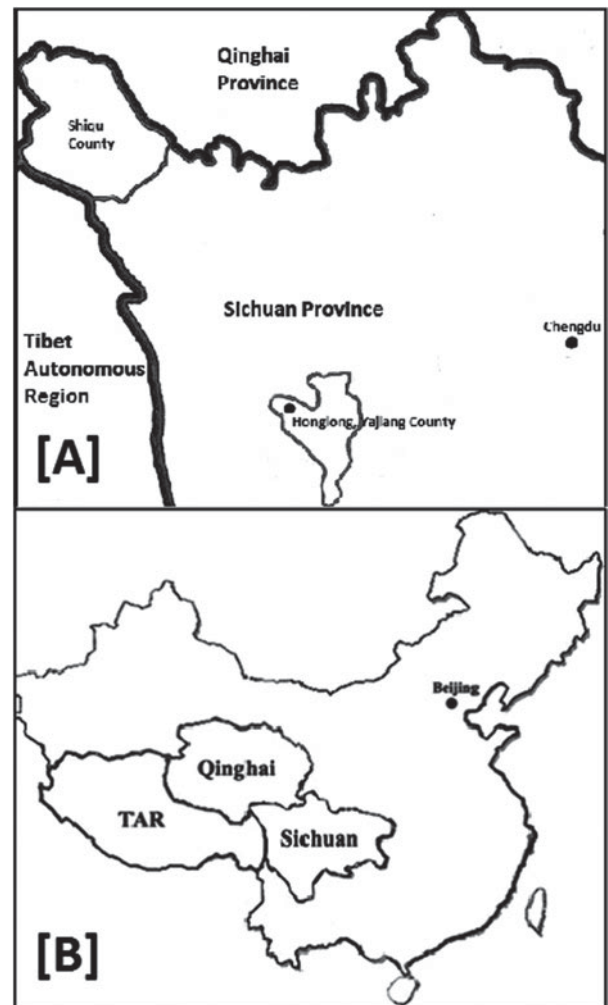 Qinghai
Province
Shiqu
County
Sichuan Province
Chengdu
Tibet
Autonomous
Region
Honglong, Yajiang County
[A]
Beijing
Qinghai
TAR
Sichuan
[B]